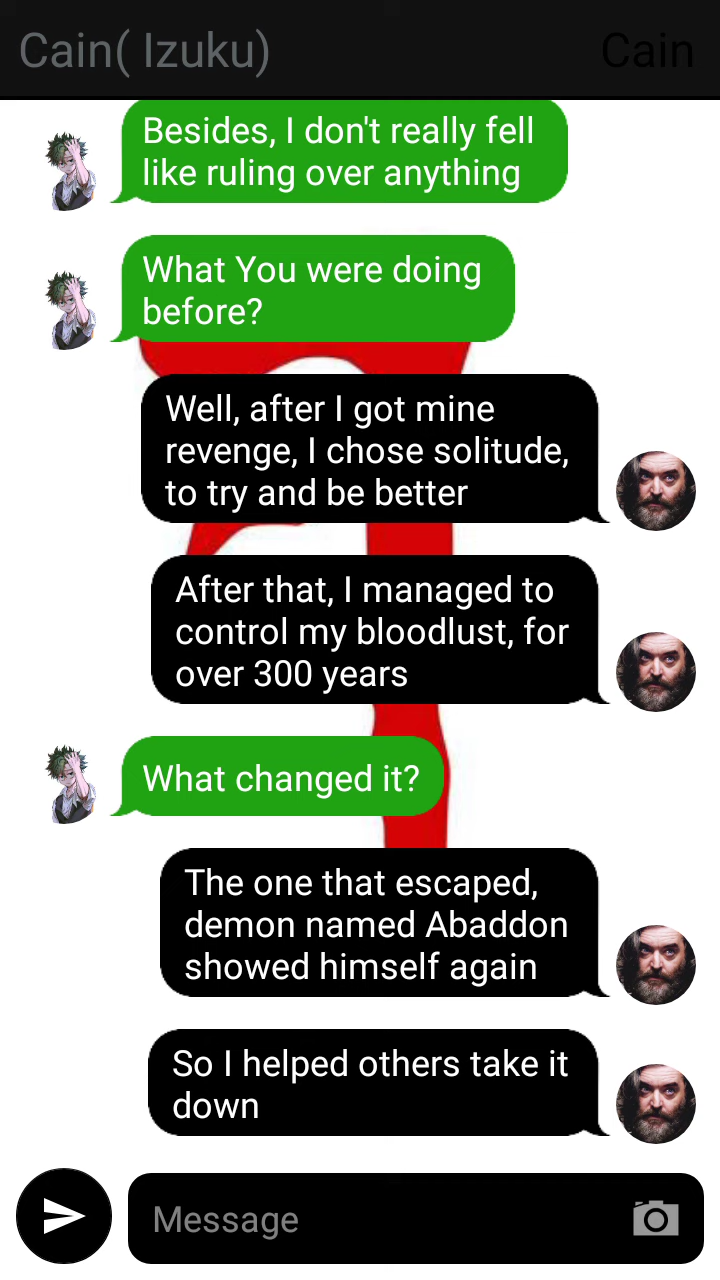 Cain( Izuku)
Cain
Besides, I don't really fell
like ruling over anything
What You were doing
before?
Well, after I got mine
revenge, I chose solitude,
to try and be better
After that, I managed to
control my bloodlust, for
over 300 years
What changed it?
The one that escaped,
demon named Abaddon
showed himself again
So I helped others take it
down
Message